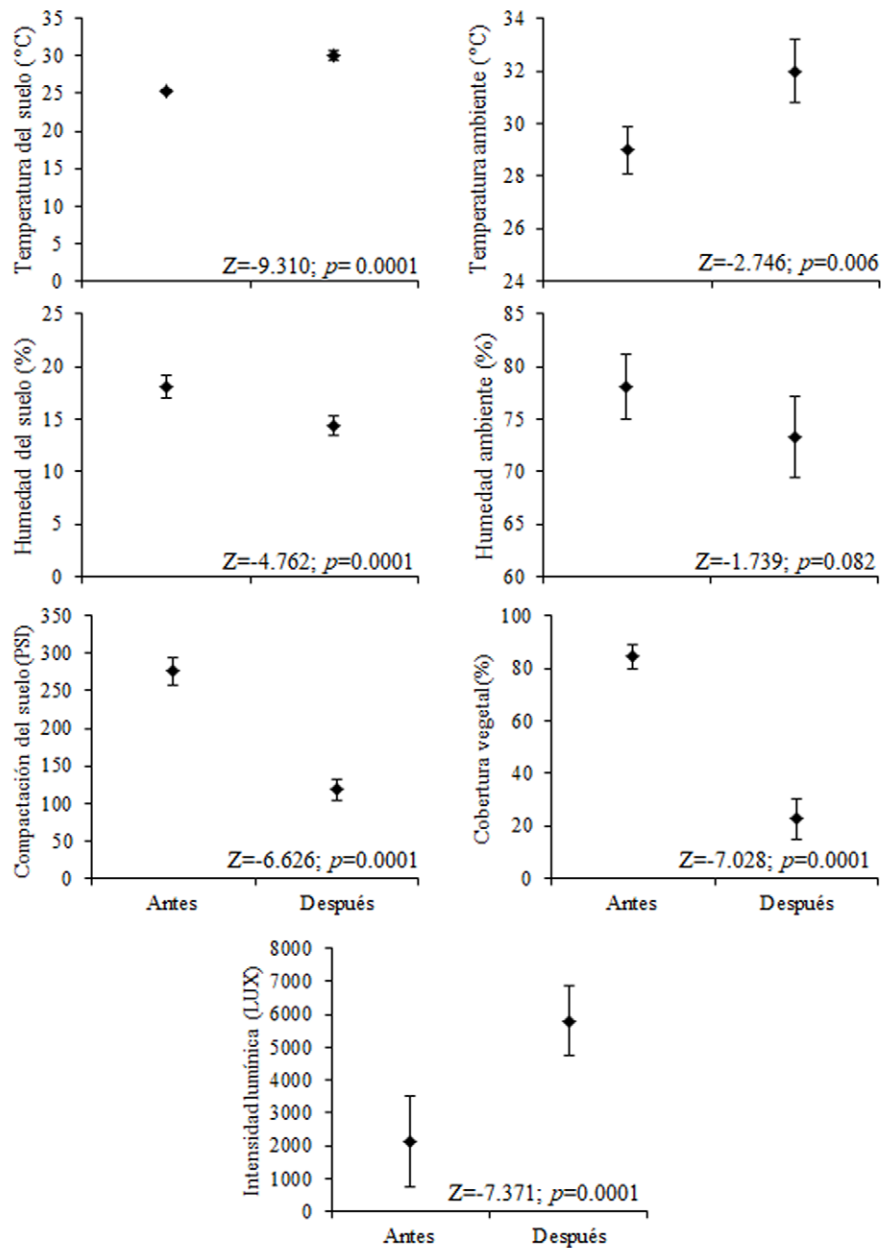 Temperatura del suelo (°C)
35
30
25
20
15
10
5
0
Z=-9.310; p= 0.0001
Temperatura ambiente (°C)
34
32
30
28
26
24
Z=-2.746; p=0.006
Humedad del suelo (%)
25
20
15
10
5
0
Z=-4.762; p=0.0001
Humedad ambiente (%)
85
80
75
70
65
60
Z=-1.739; p=0.082
Compactación del suelo(PSI)
350
300
250
200
150
100
50
0
Z=-6.626; p=0.0001
Antes
Después
Cobertura vegetal(%)
100
80
60
40
20
0
Z=-7.028; p=0.0001
Antes
Después
Intensidad lumínica (LUX)
8000
7000
6000
5000
4000
3000
2000
1000
0
Z=-7.371; p=0.0001
Antes
Después